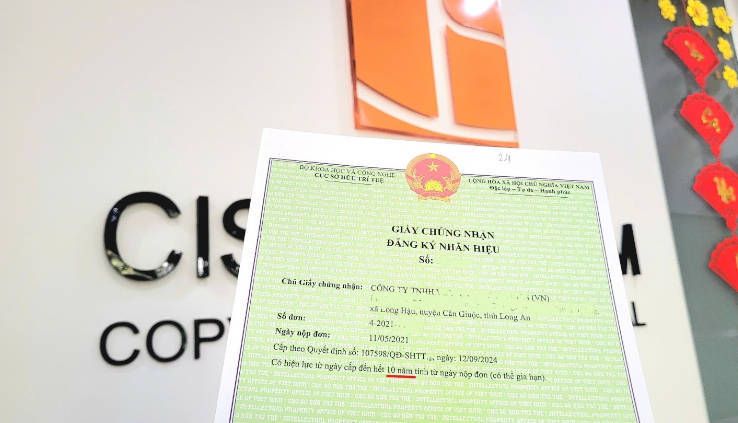 24
BỘ KHOA HỌC VÀ CÔNG NGHỆ
CỤC SỞ HỮU TRÍ TUỆ
CỘNG HÒA XÃ HỘI CHỦ NGHĨA VIỆT NAM
Độc lập – Tự do – Hạnh phúc
GIẤY CHỨNG NHẬN
ĐĂNG KÝ NHÃN HIỆU
Số:
Chủ Giấy chứng nhận: CÔNG TY TNHH (VN)
xã Long Hậu, huyện Cần Giuộc, tỉnh Long An
Số đơn: 4-2021-
Ngày nộp đơn: 11/05/2021
Cấp theo Quyết định số: 107598/QĐ-SHTT, ngày: 12/09/2024
Có hiệu lực từ ngày cấp đến hết 10 năm tính từ ngày nộp đơn (có thể gia hạn).
CIS M
COP L